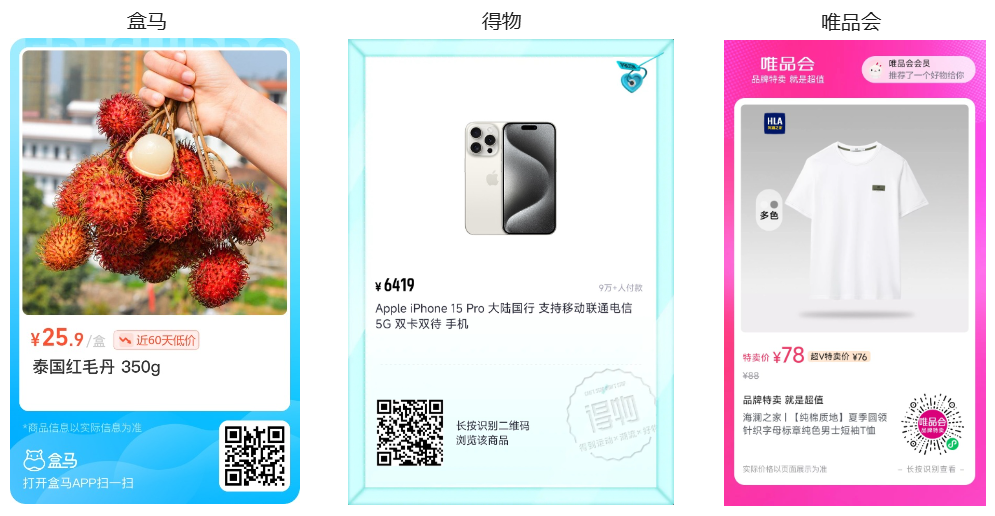 盒马
得物
唯品会
¥25.9/盒 近60天低价
泰国红毛丹 350g
*商品信息以实际信息为准
盒马
打开盒马APP扫一扫
¥6419
9万+人付款
Apple iPhone 15 Pro 大陆国行 支持移动联通电信
5G 双卡双待 手机
长按识别二维码
浏览该商品
得物
唯品会
品牌特卖 就是超值
唯品会会员
推荐了一个好物给你
HLA
海澜之家
多色
特卖价 ¥78 超V特卖价 ¥76
¥88
品牌特卖 就是超值
海澜之家 | 【纯棉质地】夏季圆领
针织字母标章纯色男士短袖T恤
唯品会
品牌特卖
实际价格以页面展示为准
– 长按识别查看 –